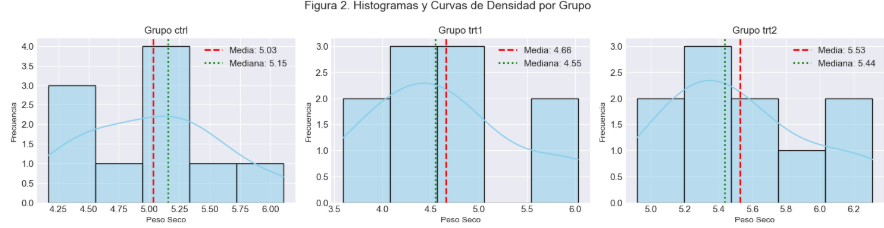 Figura 2. Histogramas y Curvas de Densidad por Grupo
Grupo ctrl
Media: 5.03
Mediana: 5.15
Frecuencia
4.0
3.5
3.0
2.5
2.0
1.5
1.0
0.5
0.0
4.25 4.50 4.75 5.00 5.25 5.50 5.75 6.00
Peso Seco
Grupo trt1
Media: 4.66
Mediana: 4.55
Frecuencia
3.0
2.5
2.0
1.5
1.0
0.5
0.0
3.5 4.0 4.5 5.0 5.5 6.0
Peso Seco
Grupo trt2
Media: 5.53
Mediana: 5.44
Frecuencia
3.0
2.5
2.0
1.5
1.0
0.5
0.0
5.0 5.2 5.4 5.6 5.8 6.0 6.2
Peso Seco